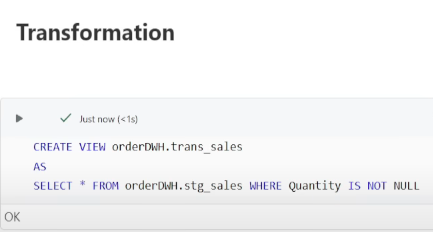 Transformation
Just now (<1s)
CREATE VIEW orderDWH.trans_sales
AS
SELECT * FROM orderDWH.stg_sales WHERE Quantity IS NOT NULL
OK